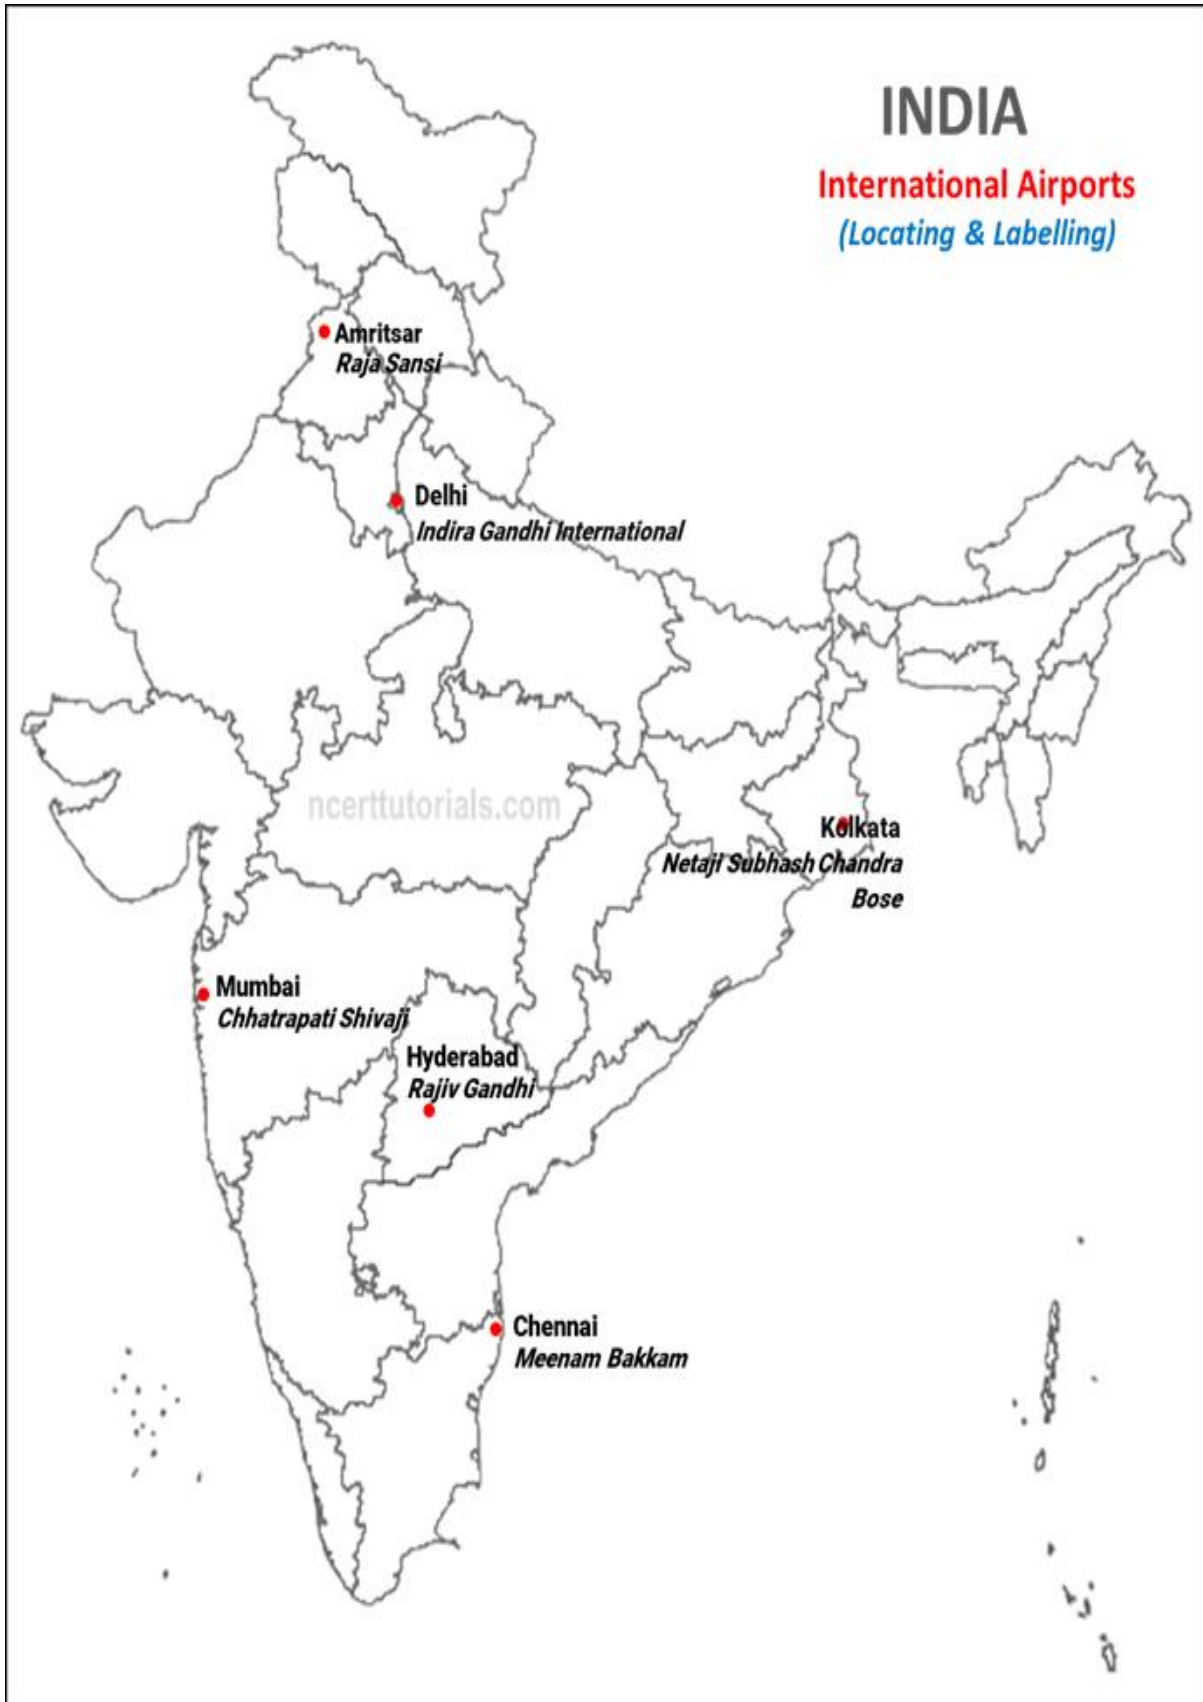 INDIA
International Airports
(Locating & Labelling)
Amritsar
Raja Sansi
Delhi
Indira Gandhi International
ncerttutorials.com
Kolkata
Netaji Subhash Chandra
Bose
Mumbai
Chhatrapati Shivaji
Hyderabad
Rajiv Gandhi
Chennai
Meenam Bakkam